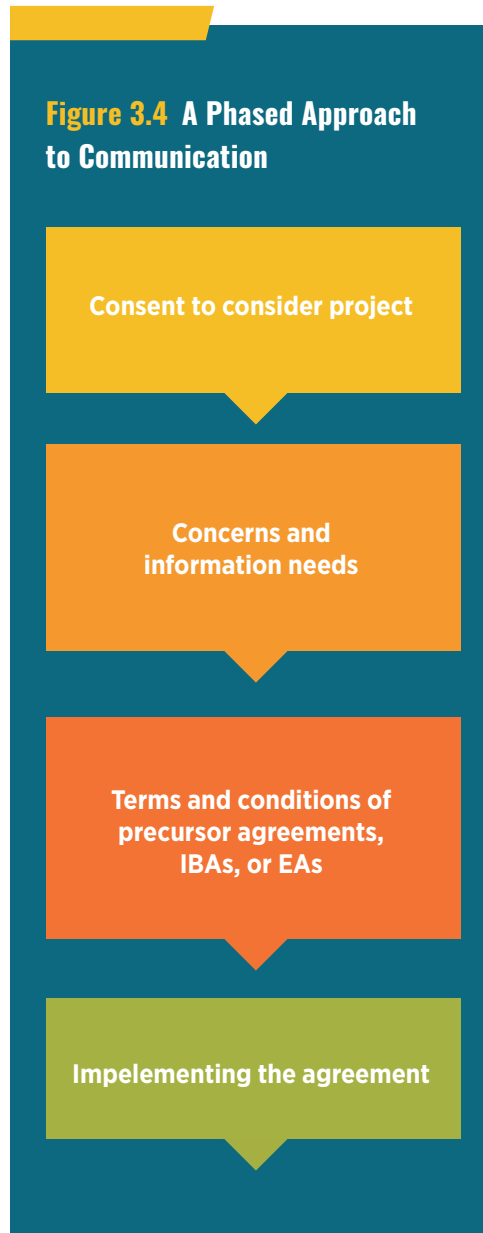 Figure 3.4 A Phased Approach
to Communication
Consent to consider project
Concerns and
information needs
Terms and conditions of
precursor agreements,
IBAs, or EAs
Impelementing the agreement